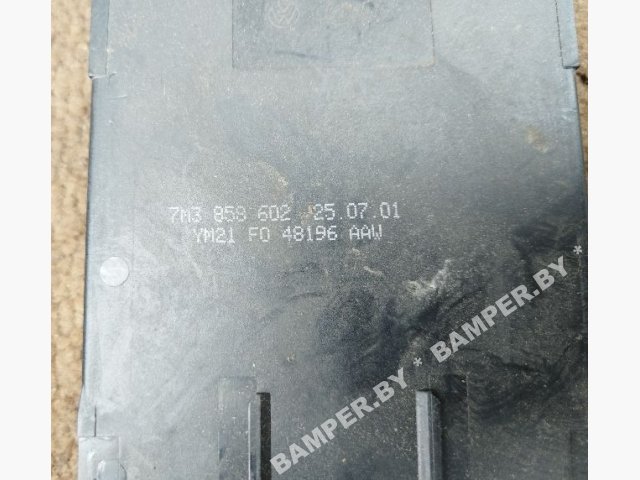 7M3 858 602 25.07.01
YM21 F0 48196 AAW
BAMPER.BY * BAMPER.BY *